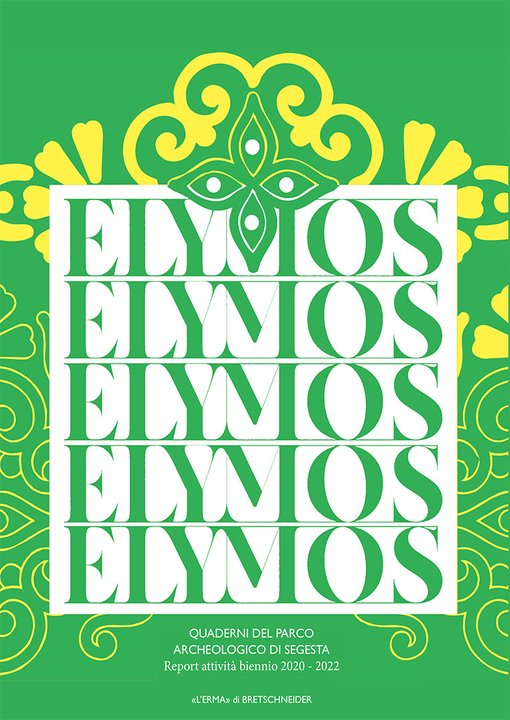 ELYMOS
ELYMOS
ELYMOS
ELYMOS
ELYMOS
QUADERNI DEL PARCO
ARCHEOLOGICO DI SEGESTA
Report attività biennio 2020 - 2022
«L'ERMA» di BRETSCHNEIDER